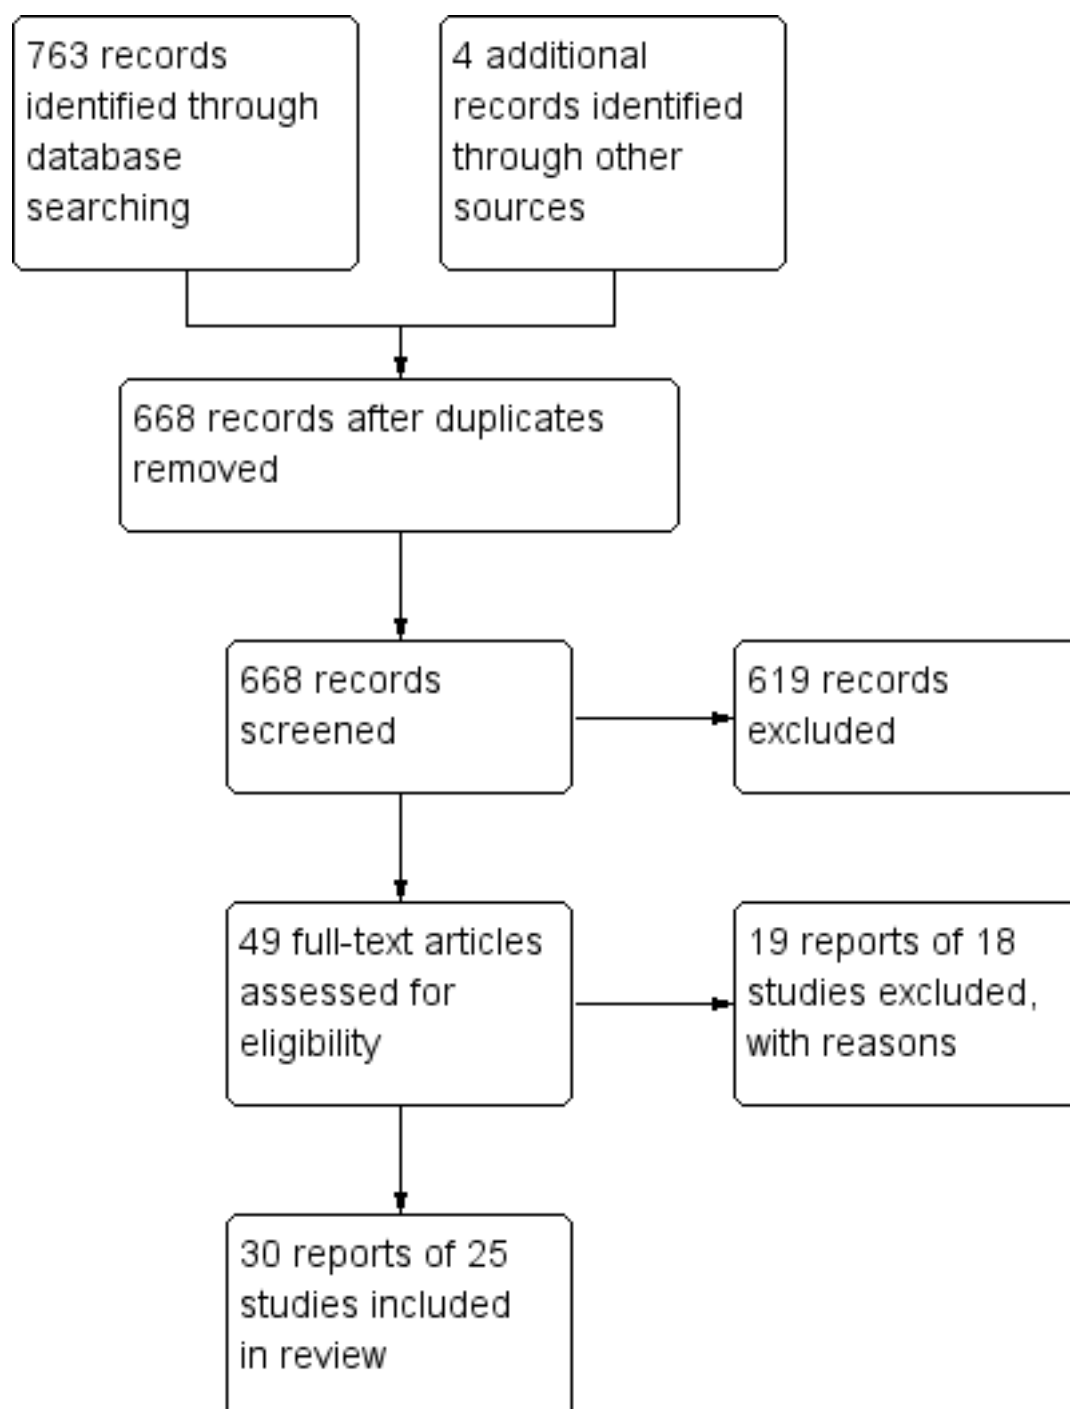 763 records
identified through
database
searching
4 additional
records identified
through other
sources
668 records after duplicates
removed
668 records
screened
619 records
excluded
49 full-text articles
assessed for
eligibility
19 reports of 18
studies excluded,
with reasons
30 reports of 25
studies included
in review